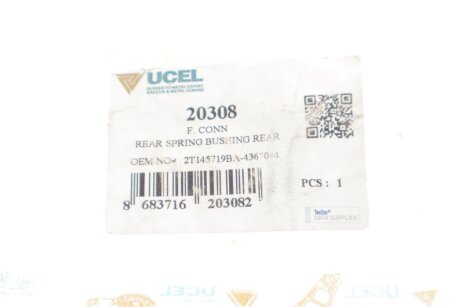 UCEL
RUBBER TO METAL EXPERT
KAUÇUK & METAL UZMANI
20308
F. CONN
REAR SPRING BUSHING REAR
OEM NO# 2T145719BA-4367044
PCS : 1
8 683716 203082
TecDoc
DATA SUPPLIER